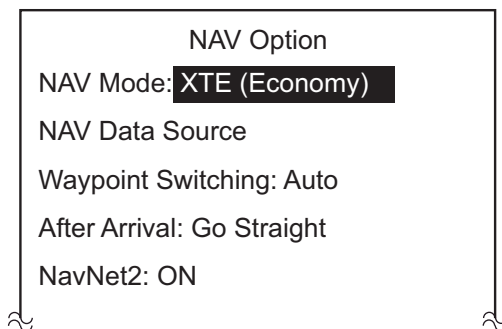 NAV Option
NAV Mode: XTE (Economy)
NAV Data Source
Waypoint Switching: Auto
After Arrival: Go Straight
NavNet2: ON